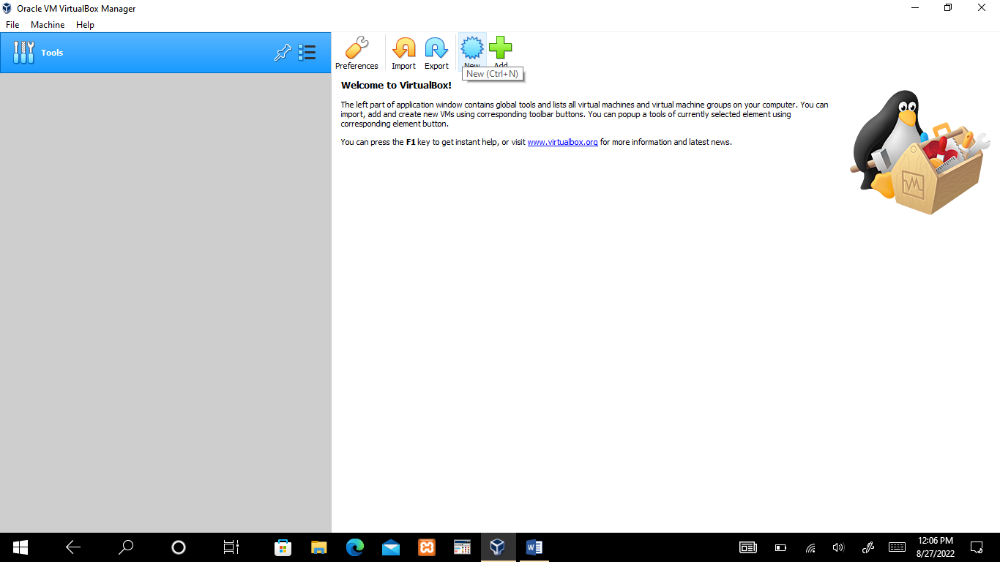 Oracle VM VirtualBox Manager
File Machine Help
Tools
Preferences Import Export New Add
New (Ctrl+N)
Welcome to VirtualBox!
The left part of application window contains global tools and lists all virtual machines and virtual machine groups on your computer. You can
import, add and create new VMs using corresponding toolbar buttons. You can popup a tools of currently selected element using
corresponding element button.
You can press the F1 key to get instant help, or visit www.virtualbox.org for more information and latest news.
12:06 PM
8/27/2022